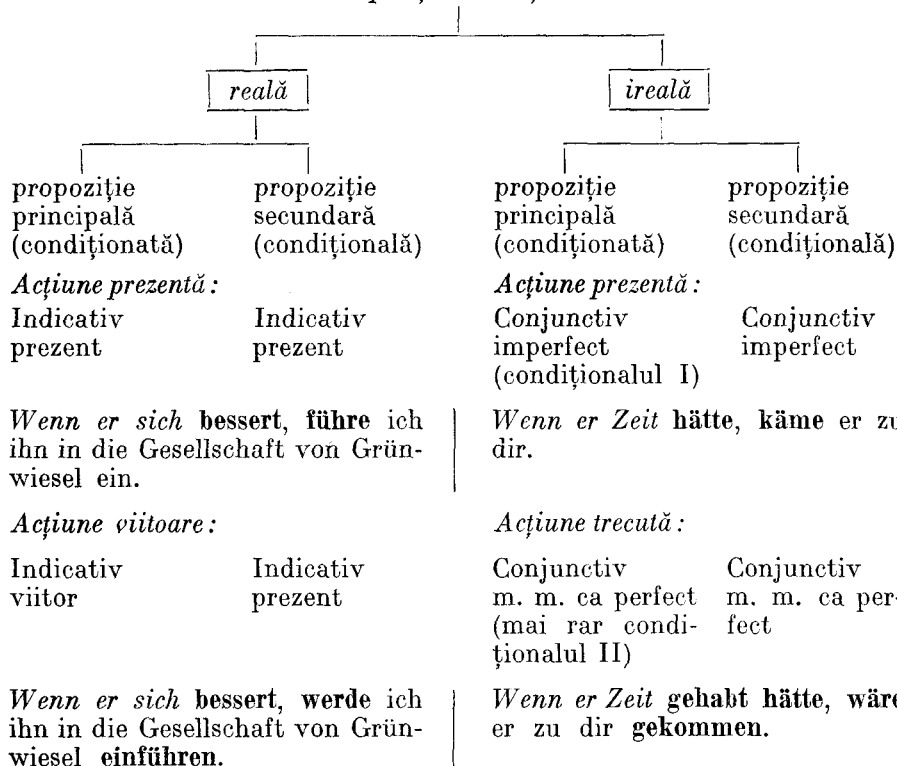 reală
ireală
propoziție propoziție
principală secundară
(condiționată) (condițională)
propoziție propoziție
principală secundară
(condiționată) (condițională)
Acțiune prezentă:
Indicativ Indicativ
prezent prezent
Acțiune prezentă:
Conjunctiv Conjunctiv
imperfect imperfect
(condiționalul I)
Wenn er sich bessert, führe ich
ihn in die Gesellschaft von Grün-
wiesel ein.
Wenn er Zeit hätte, käme er zu
dir.
Acțiune viitoare:
Indicativ Indicativ
viitor prezent
Acțiune trecută:
Conjunctiv Conjunctiv
m. m. ca perfect m. m. ca per-
(mai rar condi- fect
ționalul II)
Wenn er sich bessert, werde ich
ihn in die Gesellschaft von Grün-
wiesel einführen.
Wenn er Zeit gehabt hätte, wäre
er zu dir gekommen.